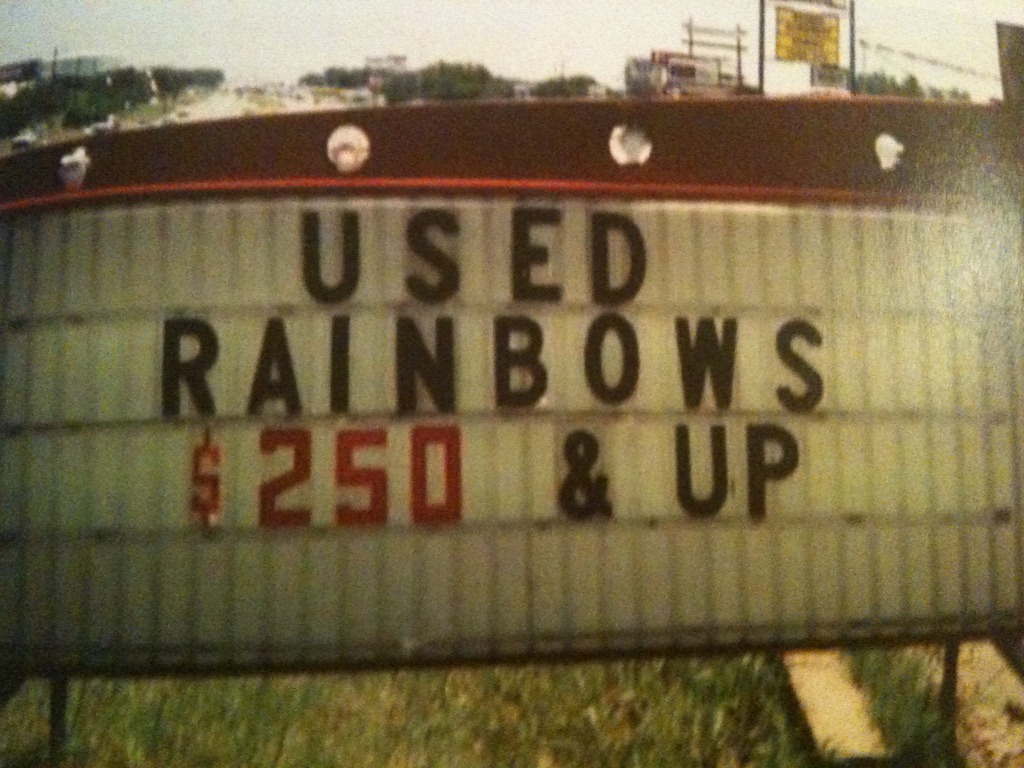 USED
RAINBOWS
$250 & UP